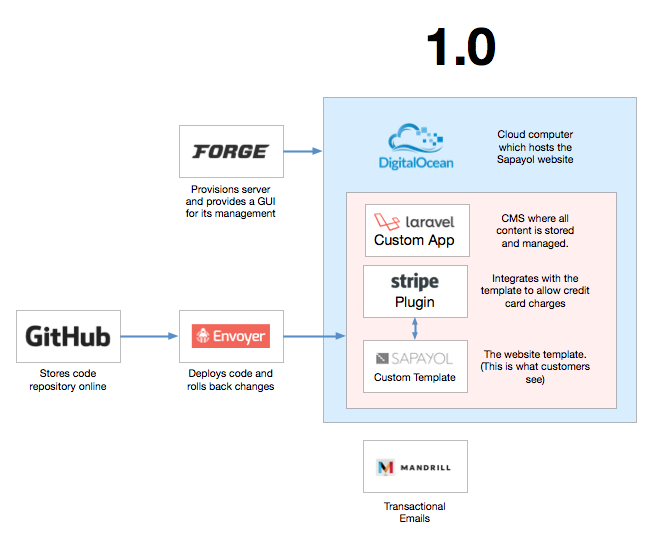 1.0
FORGE
Provisions server
and provides a GUI
for its management
DigitalOcean
Cloud computer
which hosts the
Sapayol website
laravel
Custom App
CMS where all
content is stored
and managed.
stripe
Plugin
Integrates with the
template to allow credit
card charges
GitHub
Stores code
repository online
Envoyer
Deploys code and
rolls back changes
SAPAYOL
Custom Template
The website template.
(This is what customers
see)
MANDRILL
Transactional
Emails